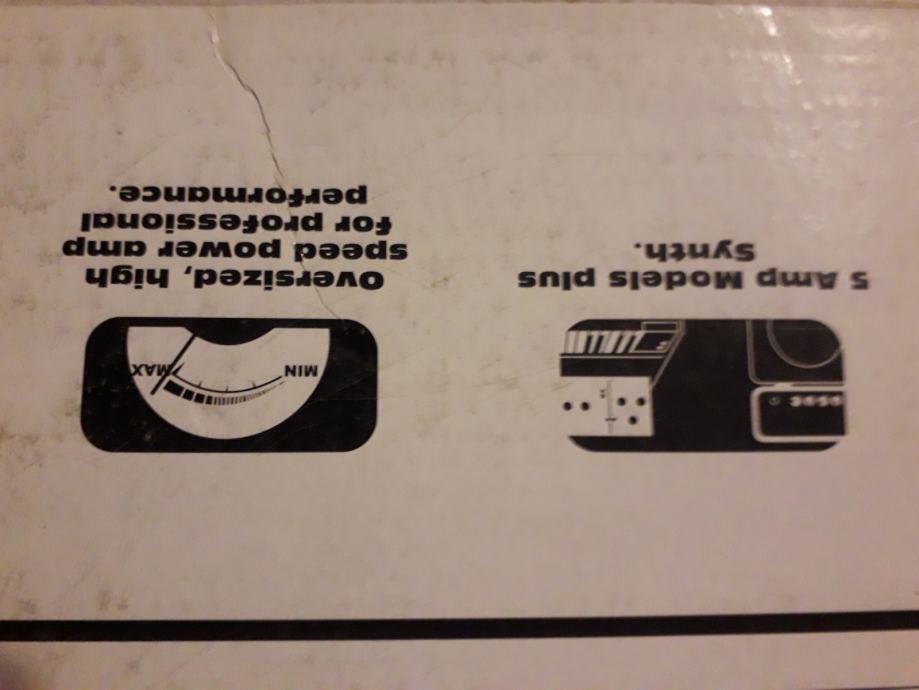 5 Amp Models plus
Synth.
Oversized, high
speed power amp
for professional
performance.
MIN
MAX